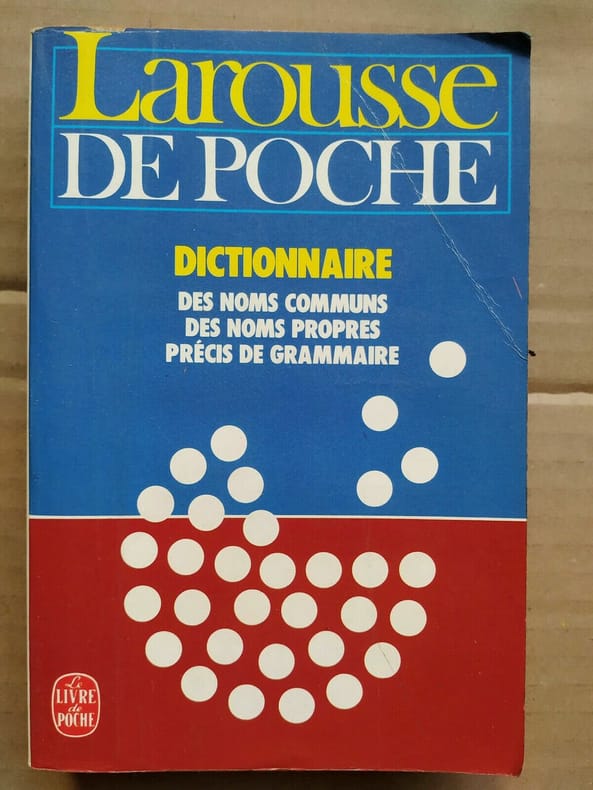 Larousse
DE POCHE
DICTIONNAIRE
DES NOMS COMMUNS
DES NOMS PROPRES
PRÉCIS DE GRAMMAIRE
Le
LIVRE
de
POCHE